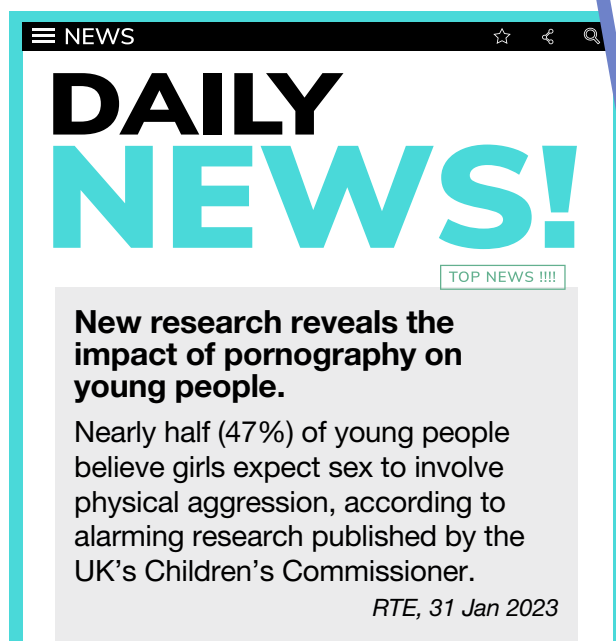 NEWS
DAILY
NEWS!
TOP NEWS !!!!
New research reveals the
impact of pornography on
young people.
Nearly half (47%) of young people
believe girls expect sex to involve
physical aggression, according to
alarming research published by the
UK's Children's Commissioner.
RTE, 31 Jan 2023